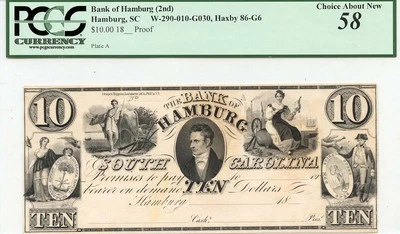 PCGS
CURRENCY
www.pcgscurrency.com
Bank of Hamburg (2nd)
Hamburg, SC W-290-010-G030, Haxby 86-G6
$10.00 18__ Proof
Plate A
Choice About New
58
10 THE BANK OF 10
HAMBURG
SOUTH CAROLINA
Promises to pay TEN to
bearer on demand Dollars
Hamburg 18
TEN Cash. Pres. TEN